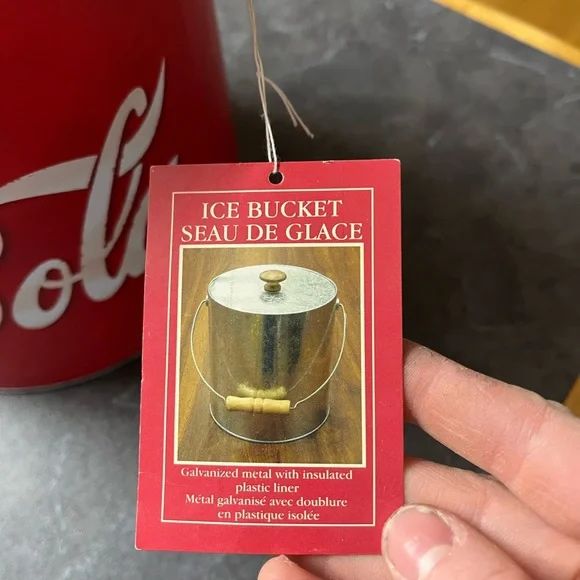 ICE BUCKET
SEAU DE GLACE
Galvanized metal with insulated
plastic liner
Métal galvanisé avec doublure
en plastique isolée